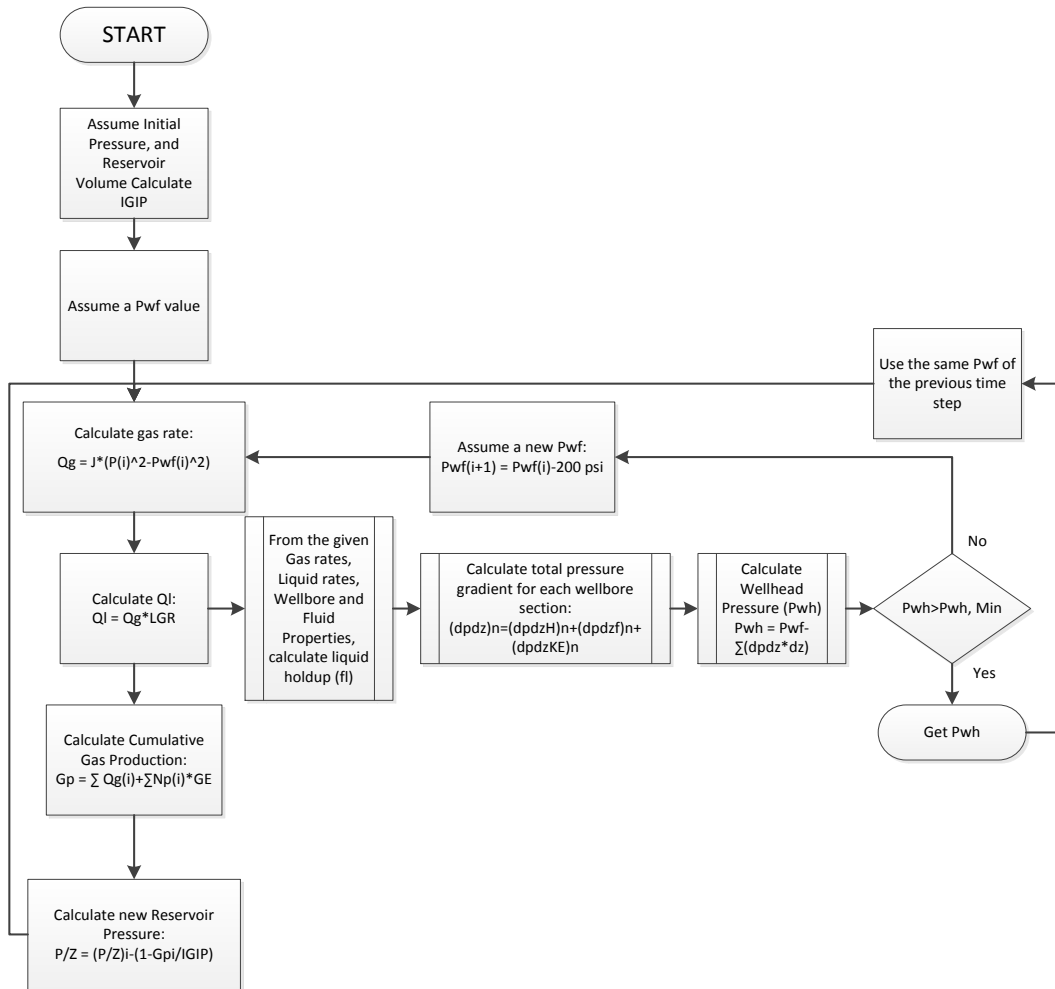 START
Assume Initial
Pressure, and
Reservoir
Volume Calculate
IGIP
Assume a Pwf value
Use the same Pwf of
the previous time
step
Calculate gas rate:
Qg = J*(P(i)^2-Pwf(i)^2)
Assume a new Pwf:
Pwf(i+1) = Pwf(i)-200 psi
No
Calculate Ql:
Ql = Qg*LGR
From the given
Gas rates,
Liquid rates,
Wellbore and
Fluid
Properties,
calculate liquid
holdup (fl)
Calculate total pressure
gradient for each wellbore
section:
(dpdz)n=(dpdzH)n+(dpdzf)n+
(dpdzKE)n
Calculate
Wellhead
Pressure (Pwh)
Pwh = Pwf-
∑(dpdz*dz)
Pwh>Pwh, Min
Yes
Get Pwh
Calculate Cumulative
Gas Production:
Gp = ∑ Qg(i)+∑Np(i)*GE
Calculate new Reservoir
Pressure:
P/Z = (P/Z)i-(1-Gpi/IGIP)